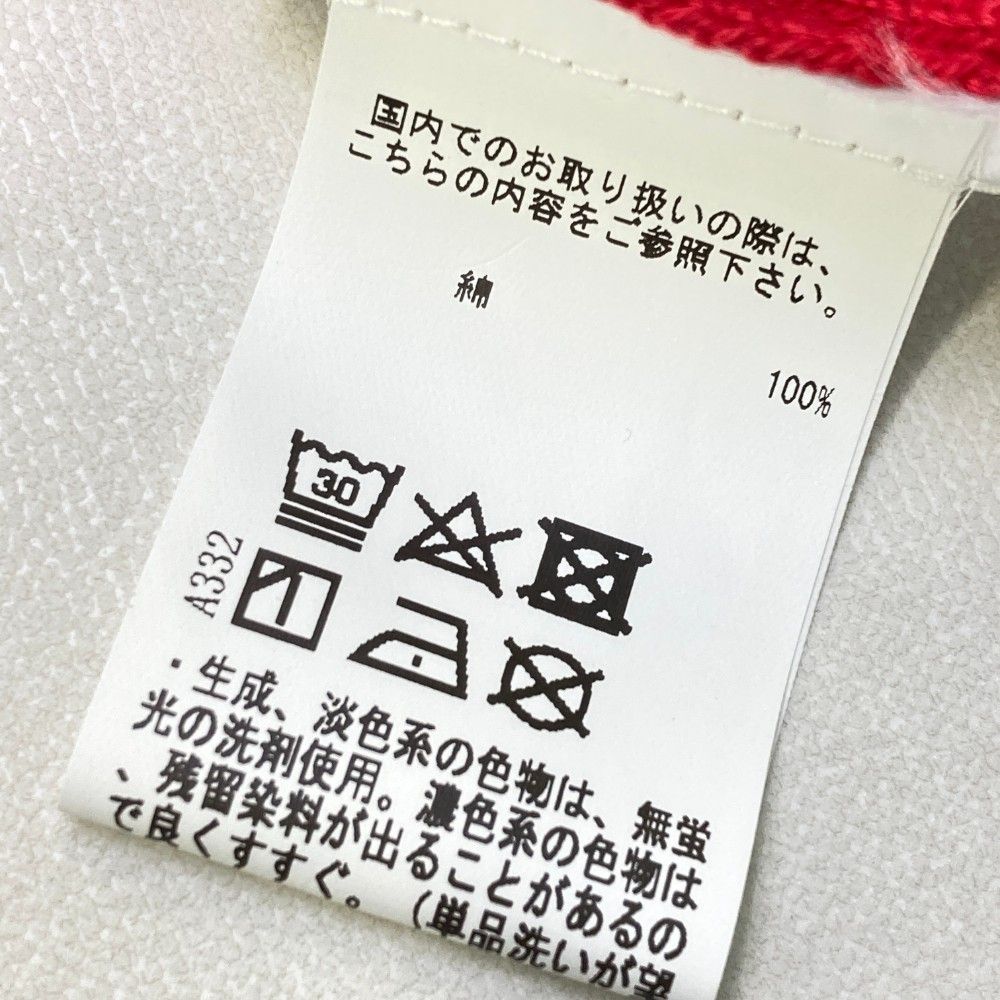 国内でのお取り扱いの際は、
こちらの内容をご参照下さい。
綿
100%
30
A332
・生成、淡色系の色物は、無蛍
光の洗剤使用。濃色系の色物は
、残留染料が出ることがあるの
で良くすすぐ。（単品洗いが望